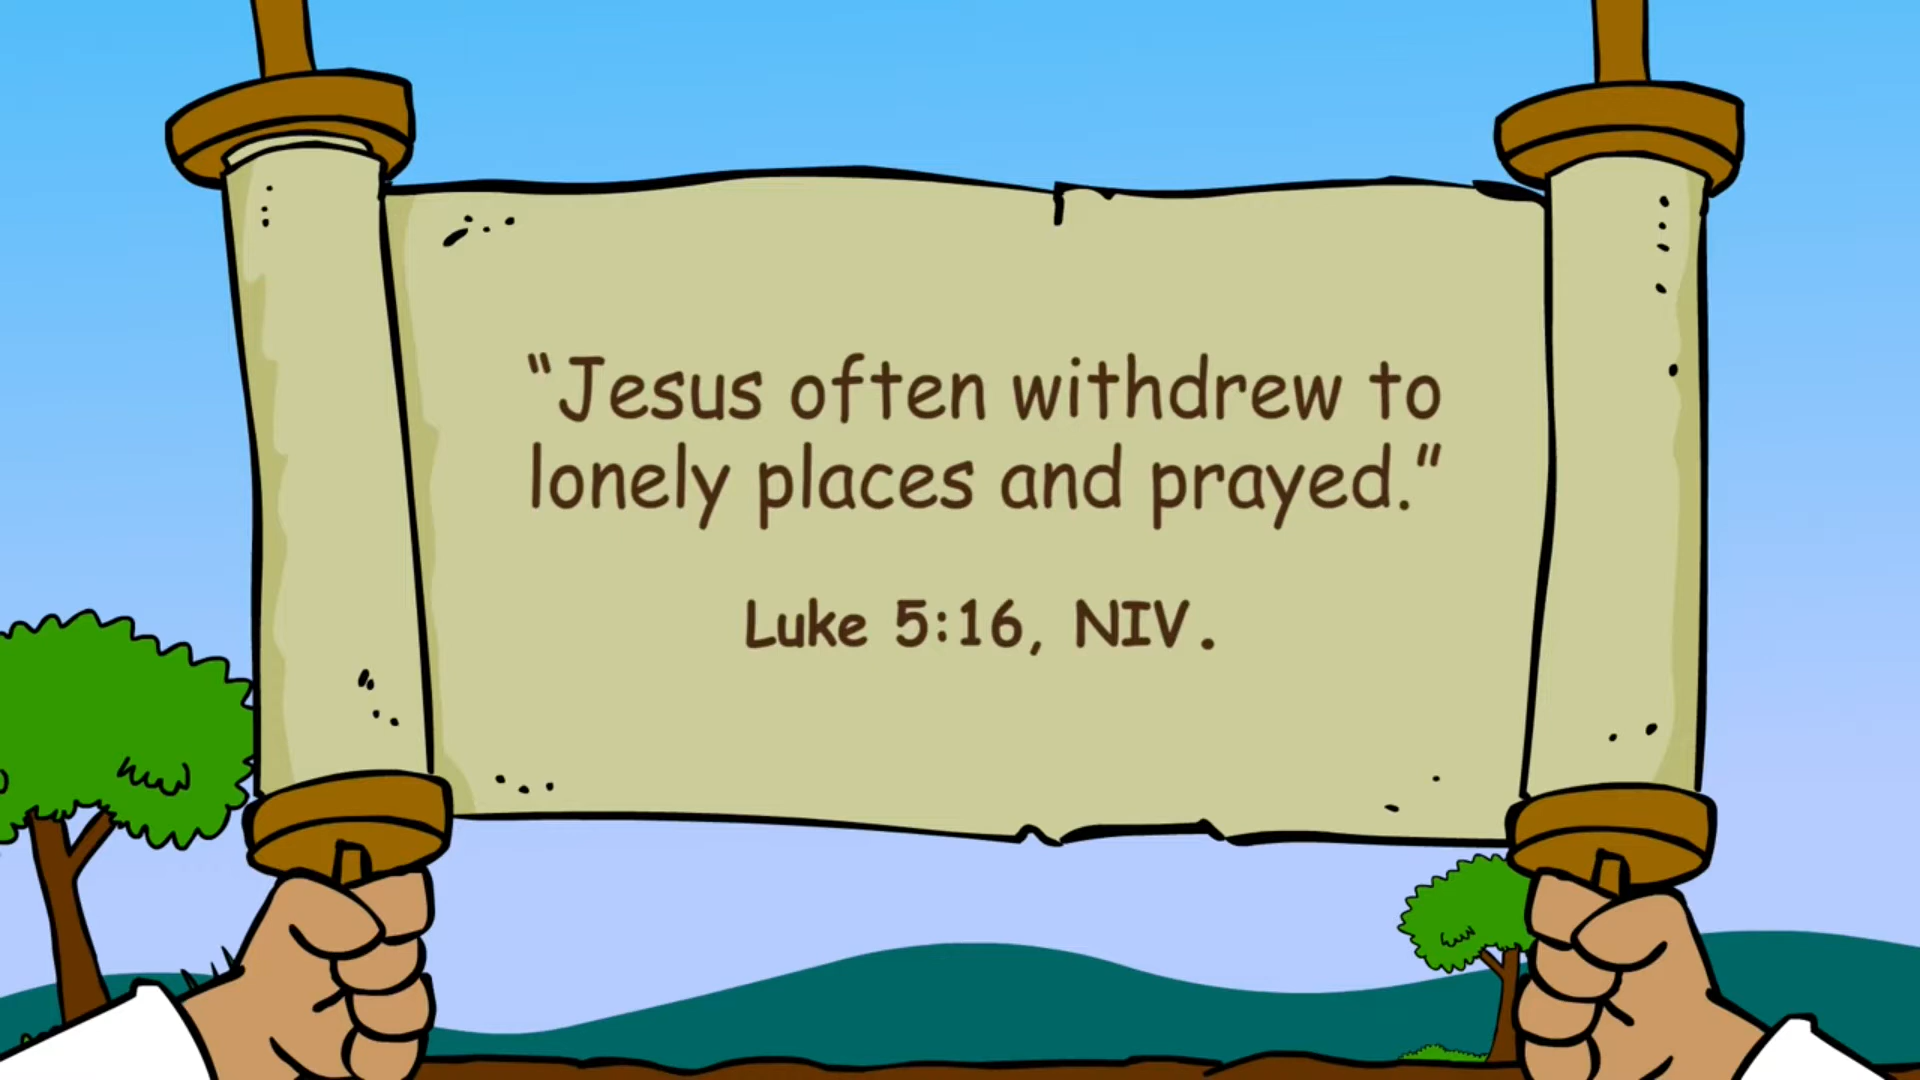 “Jesus often withdrew to
lonely places and prayed.”
Luke 5:16, NIV.